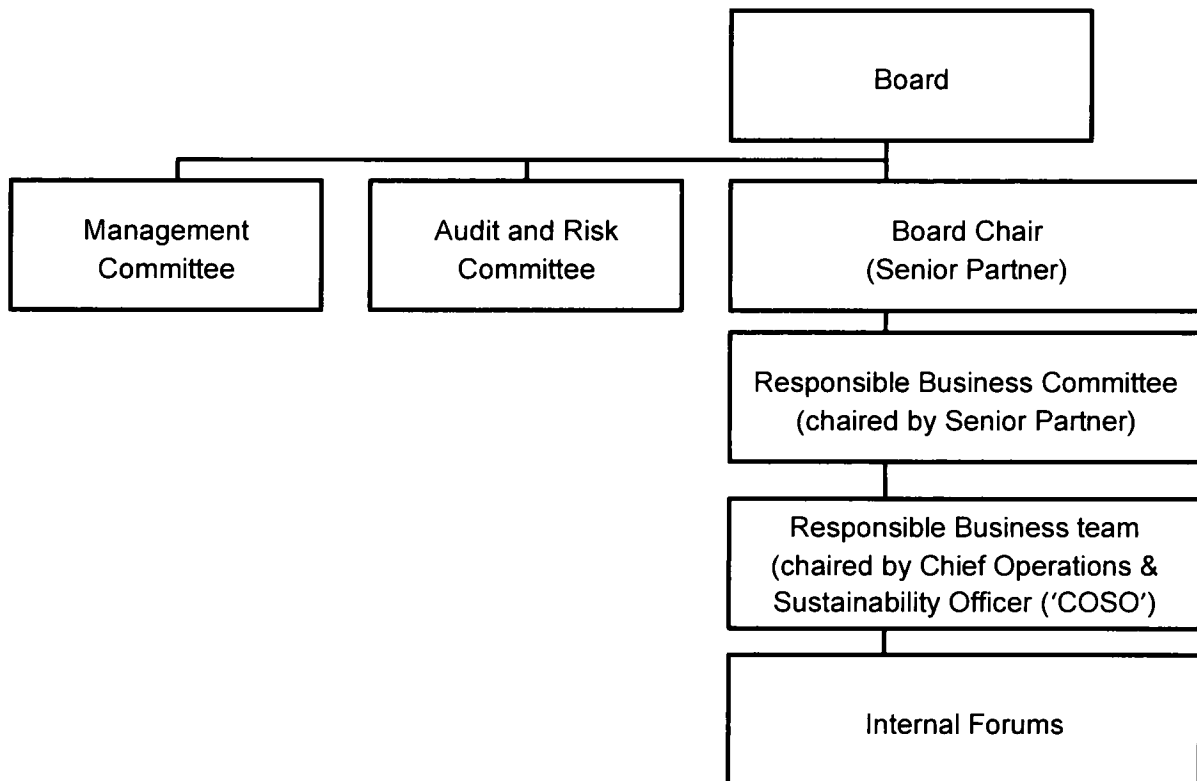 Board
Management
Committee
Audit and Risk
Committee
Board Chair
(Senior Partner)
Responsible Business Committee
(chaired by Senior Partner)
Responsible Business team
(chaired by Chief Operations &
Sustainability Officer ('COSO')
Internal Forums